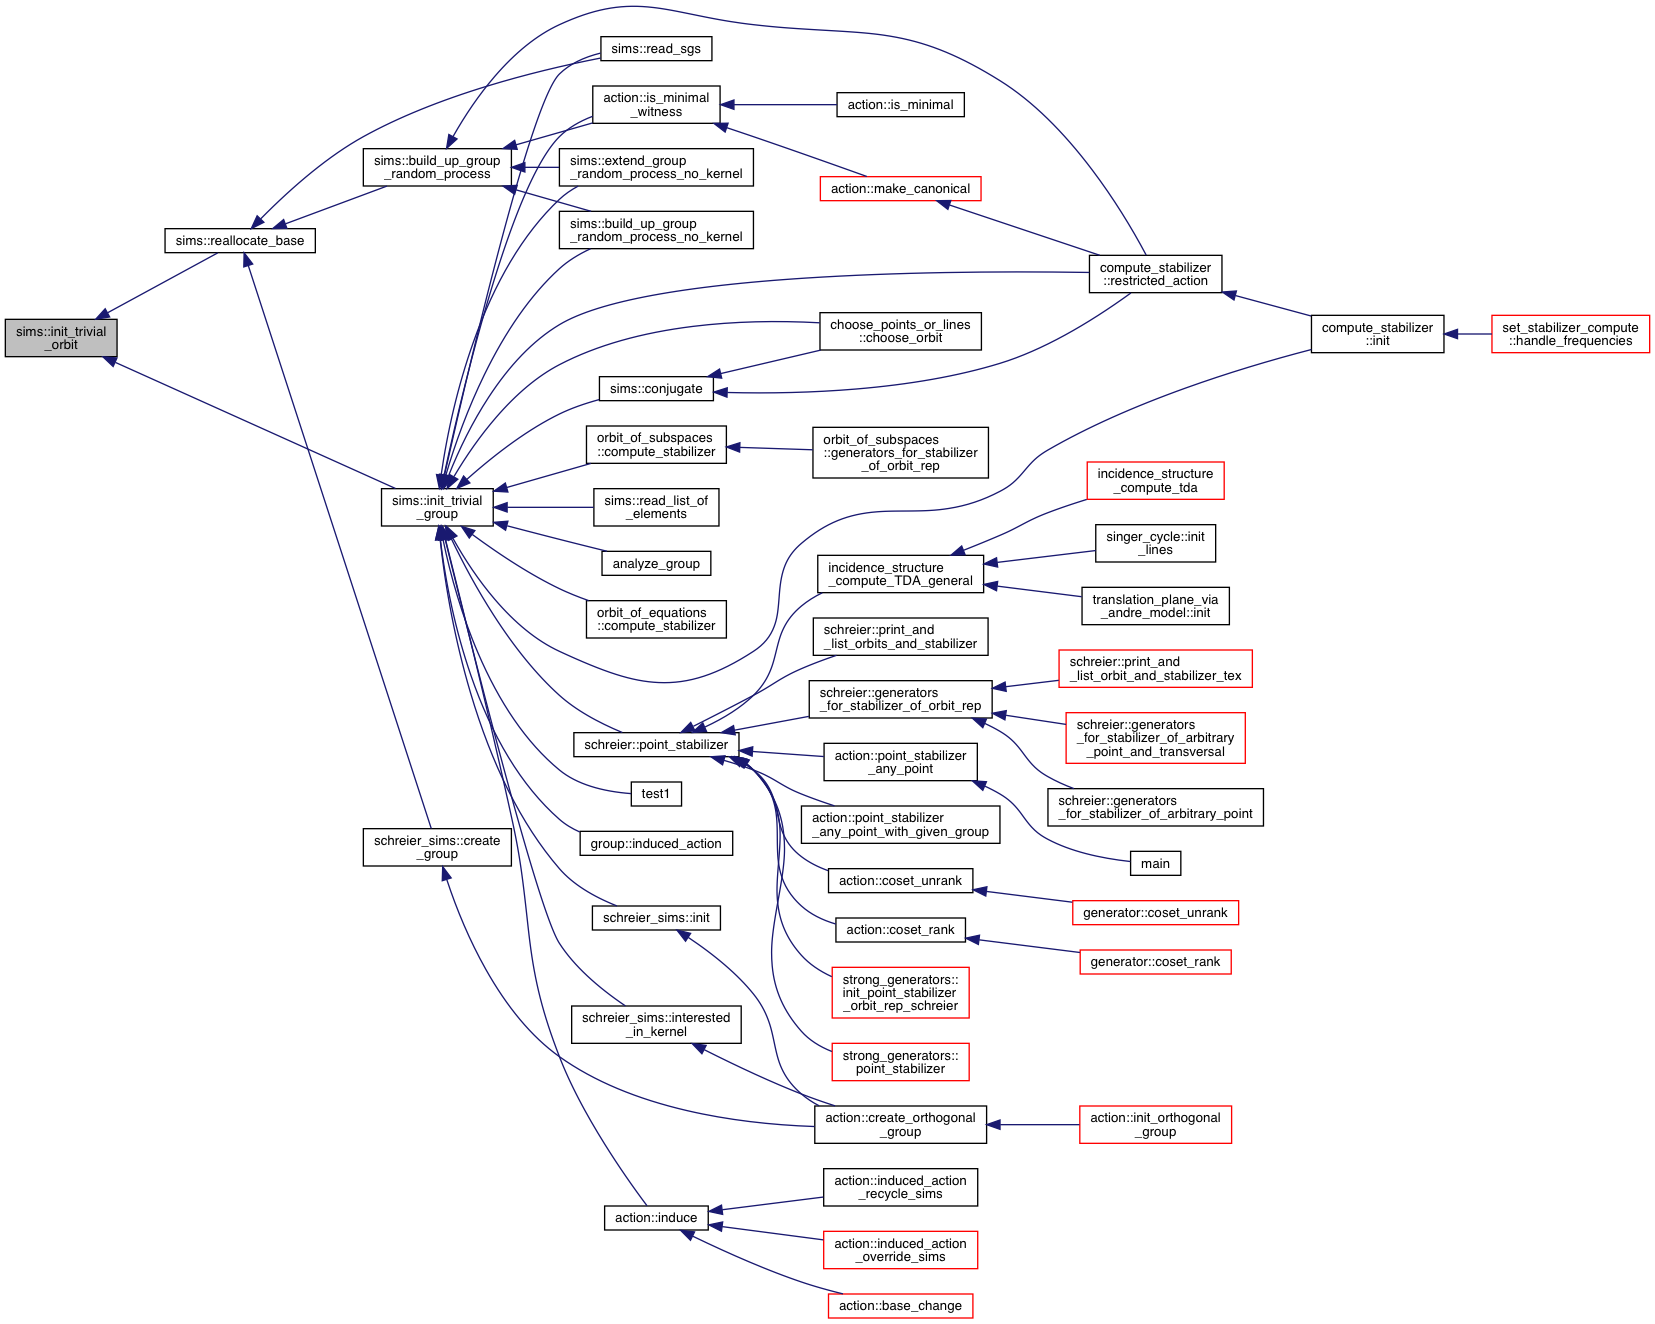 sims::init_trivial
_orbit
sims::reallocate_base
sims::build_up_group
_random_process
sims::init_trivial
_group
schreier_sims::create
_group
sims::read_sgs
action::is_minimal
_witness
sims::extend_group
_random_process_no_kernel
sims::build_up_group
_random_process_no_kernel
sims::conjugate
orbit_of_subspaces
::compute_stabilizer
sims::read_list_of
_elements
analyze_group
orbit_of_equations
::compute_stabilizer
schreier::point_stabilizer
test1
group::induced_action
schreier_sims::init
schreier_sims::interested
_in_kernel
action::induce
action::is_minimal
action::make_canonical
choose_points_or_lines
::choose_orbit
orbit_of_subspaces
::generators_for_stabilizer
_of_orbit_rep
incidence_structure
_compute_TDA_general
schreier::print_and
_list_orbits_and_stabilizer
schreier::generators
_for_stabilizer_of_orbit_rep
action::point_stabilizer
_any_point
action::point_stabilizer
_any_point_with_given_group
action::coset_unrank
action::coset_rank
strong_generators::
init_point_stabilizer
_orbit_rep_schreier
strong_generators::
point_stabilizer
action::create_orthogonal
_group
action::induced_action
_recycle_sims
action::induced_action
_override_sims
action::base_change
compute_stabilizer
::restricted_action
incidence_structure
_compute_tda
singer_cycle::init
_lines
translation_plane_via
_andre_model::init
schreier::print_and
_list_orbit_and_stabilizer_tex
schreier::generators
_for_stabilizer_of_arbitrary
_point_and_transversal
schreier::generators
_for_stabilizer_of_arbitrary_point
main
generator::coset_unrank
generator::coset_rank
action::init_orthogonal
_group
compute_stabilizer
::init
set_stabilizer_compute
::handle_frequencies